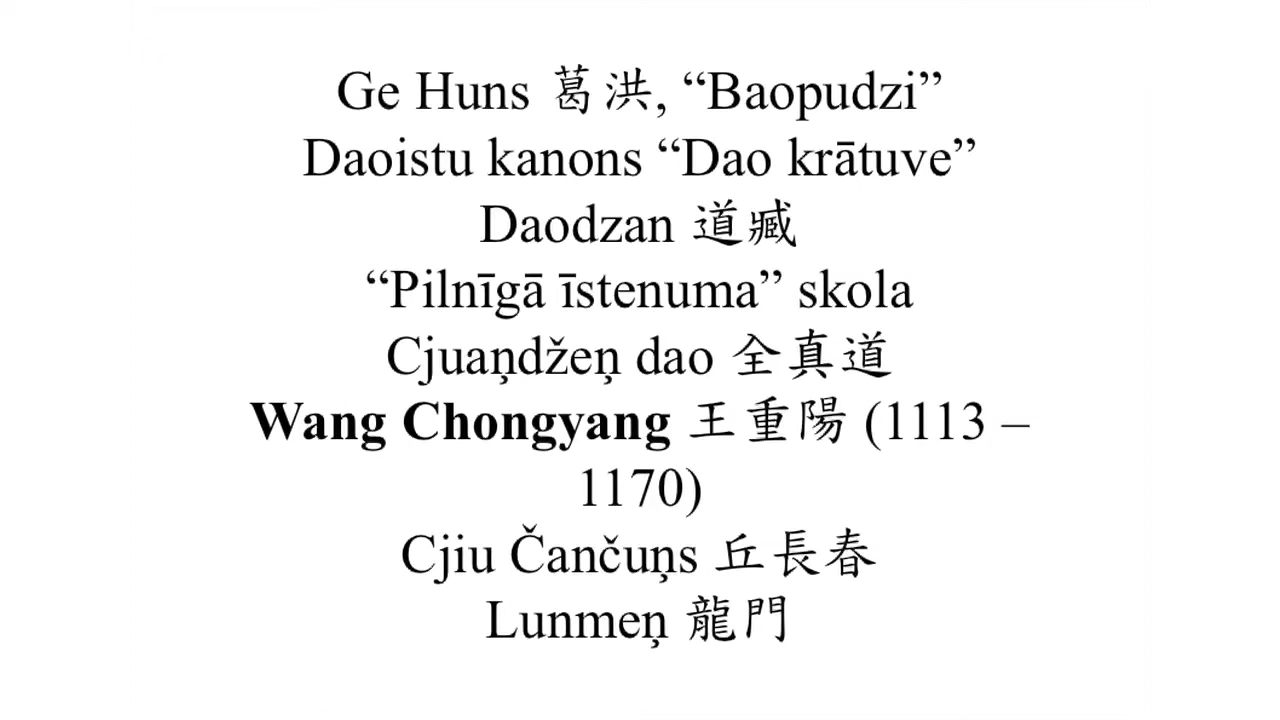 Ge Huns 葛洪, “Baopudzi”
Daoistu kanons “Dao krātuve”
Daodzan 道臧
“Pilnīgā īstenuma” skola
Cjuaņdžeņ dao 全真道
Wang Chongyang 王重陽 (1113 –
1170)
Cjiu Čančuņs 丘長春
Lunmeņ 龍門